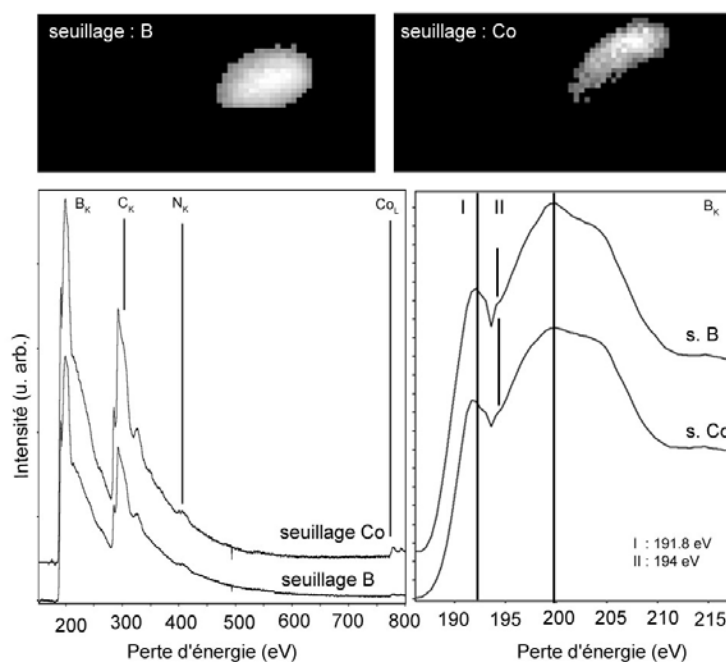 seuillage : B
seuillage : Co
B_K
C_K
N_K
Co_L
seuillage Co
seuillage B
Intensité (u. arb.)
200 300 400 500 600 700 800
Perte d'énergie (eV)
I II
B_K
s. B
s. Co
I : 191.8 eV
II : 194 eV
190 195 200 205 210 215
Perte d'énergie (eV)